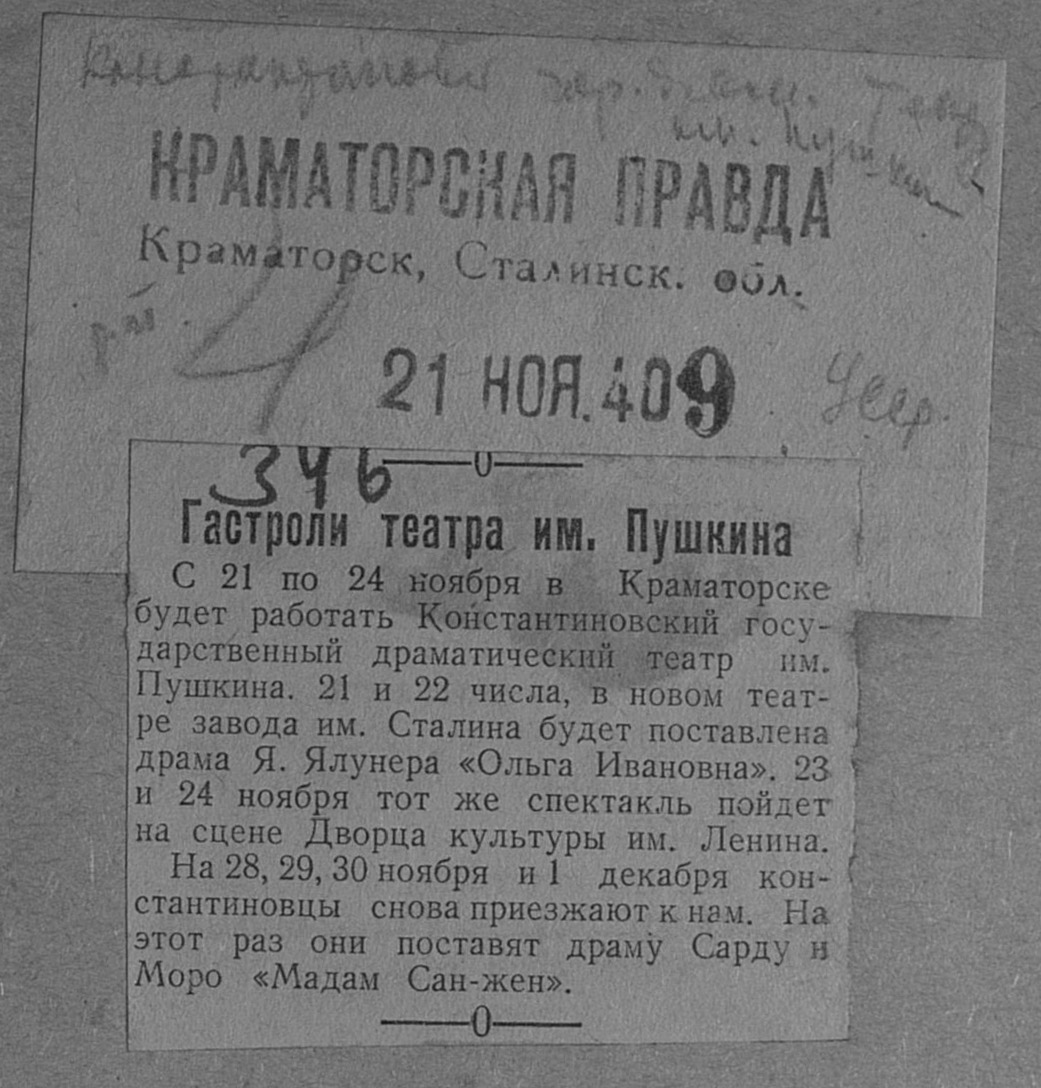 им. Пушкина
КРАМАТОРСКАЯ ПРАВДА
Краматорск, Сталинск. обл.
21 НОЯ. 40 9
346
Гастроли театра им. Пушкина
С 21 по 24 ноября в Краматорске
будет работать Константиновский госу-
дарственный драматический театр им.
Пушкина. 21 и 22 числа, в новом теат-
ре завода им. Сталина будет поставлена
драма Я. Ялунера «Ольга Ивановна». 23
и 24 ноября тот же спектакль пойдет
на сцене Дворца культуры им. Ленина.
На 28, 29, 30 ноября и 1 декабря кон-
стантиновцы снова приезжают к нам. На
этот раз они поставят драму Сарду и
Моро «Мадам Сан-жен».